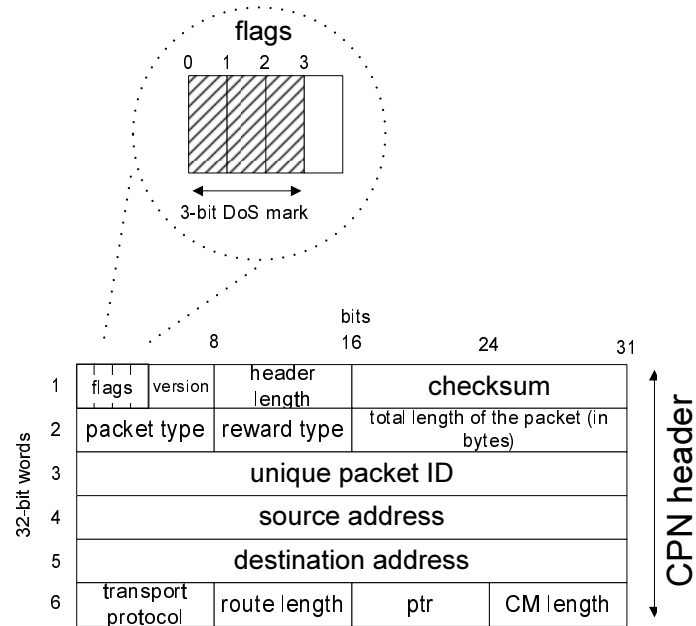 flags
0 1 2 3
3-bit DoS mark
bits
8 16 24 31
1 flags version header length checksum
2 packet type reward type total length of the packet (in bytes)
3 unique packet ID
4 source address
5 destination address
6 transport protocol route length ptr CM length
32-bit words
CPN header